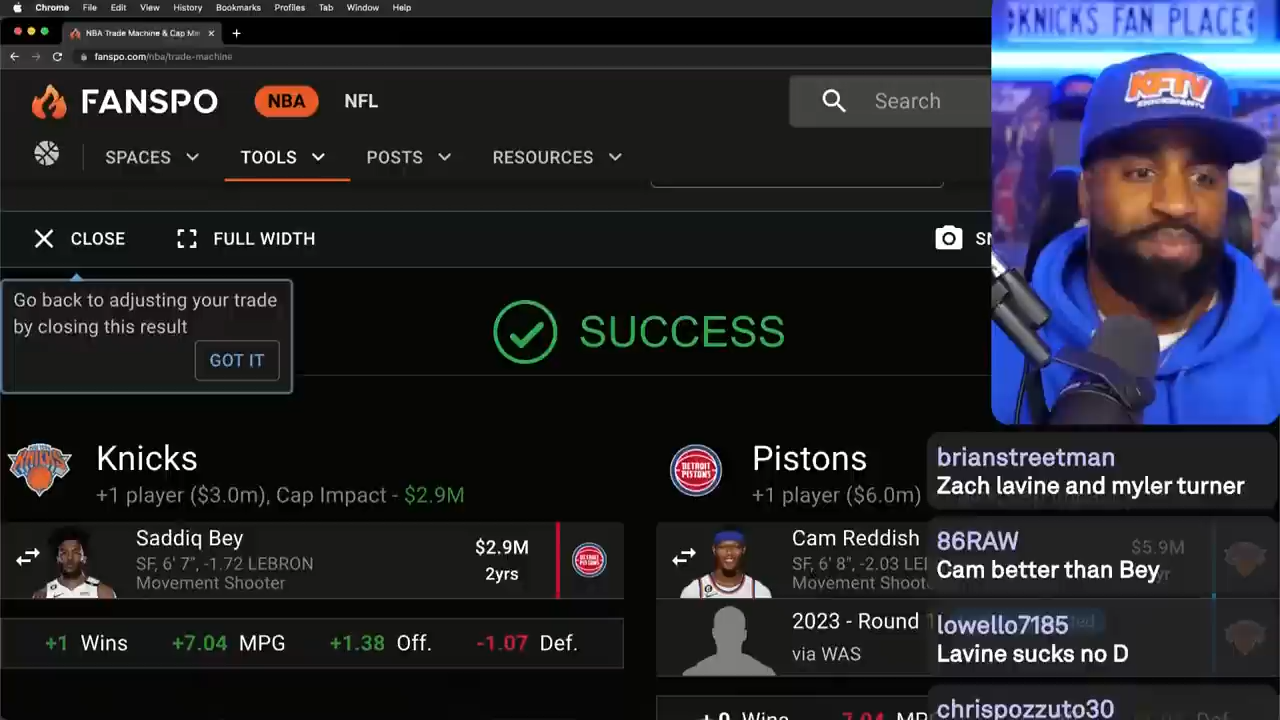 Chrome File Edit View History Bookmarks Profiles Tab Window Help
NBA Trade Machine & Cap
fanspo.com/nba/trade-machine
KNICKS FAN PLACE
KFTV
FANSPO NBA NFL Search
SPACES TOOLS POSTS RESOURCES
CLOSE FULL WIDTH
Go back to adjusting your trade
by closing this result
GOT IT
SUCCESS
Knicks
+1 player ($3.0m), Cap Impact - $2.9M
Saddiq Bey
SF, 6' 7", -1.72 LEBRON
Movement Shooter
$2.9M
2yrs
DETROIT PISTONS
+1 Wins +7.04 MPG +1.38 Off. -1.07 Def.
Pistons
+1 player ($6.0m)
Cam Reddish
SF, 6' 8", -2.03
$5.9M
2023 - Round
via WAS
brianstreetman
Zach lavine and myler turner
86RAW
Cam better than Bey
lowello7185
Lavine sucks no D
chrispozzuto30